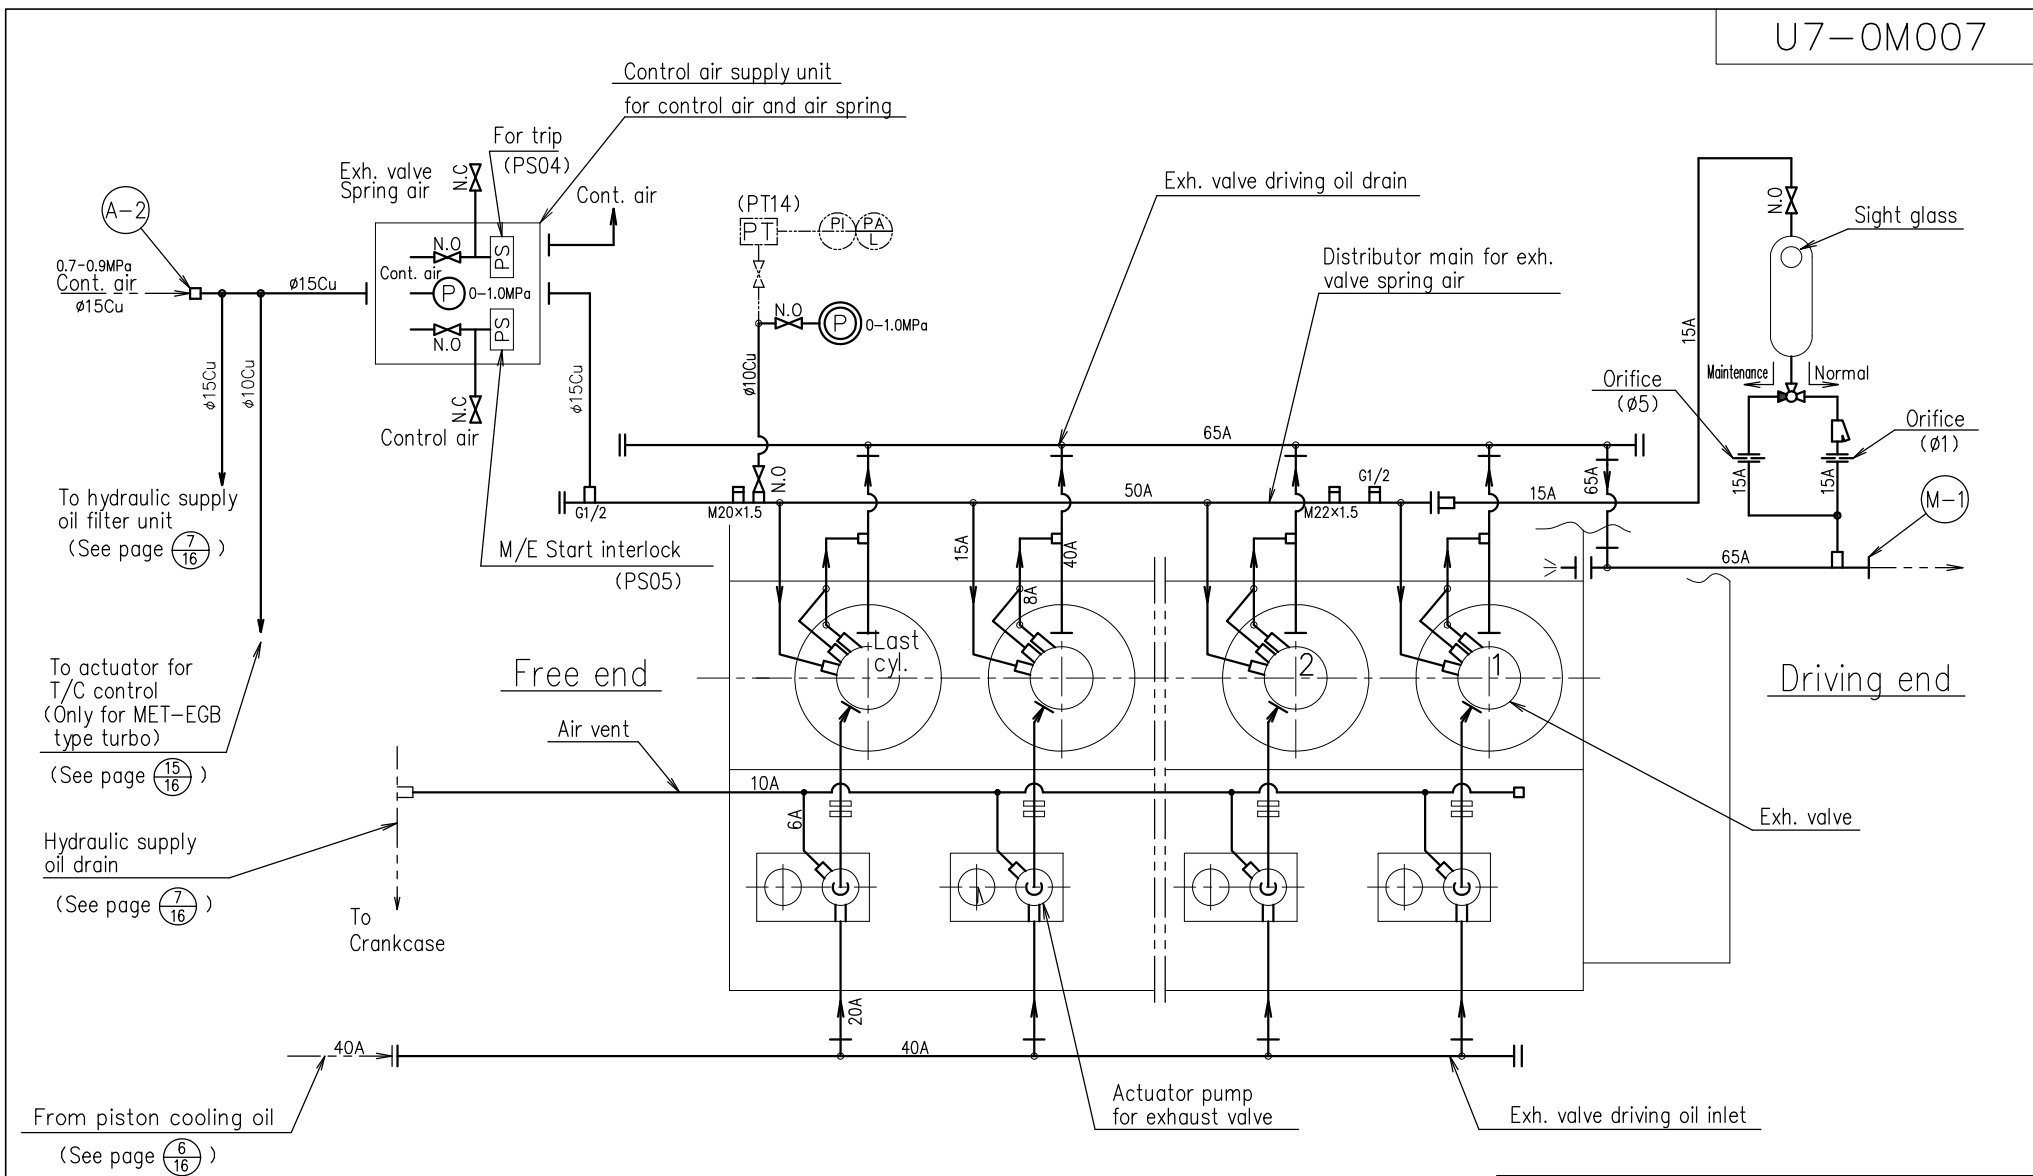 U7-0M007
Control air supply unit
for control air and air spring
For trip
(PS04)
Exh. valve
Spring air
N.C
Cont. air
A-2
0.7-0.9MPa
Cont. air
ø15Cu
ø15Cu
N.O
PS
Cont. air
P
0-1.0MPa
N.O
PS
N.C
Control air
ø15Cu
ø10Cu
ø15Cu
(PT14)
PT
PI
PA
L
N.O
P
0-1.0MPa
ø10Cu
N.O
Exh. valve driving oil drain
Distributor main for exh.
valve spring air
N.O
Sight glass
15A
Maintenance
Normal
Orifice
(ø5)
Orifice
(ø1)
15A
15A
M-1
65A
65A
65A
G1/2
M20×1.5
50A
M22×1.5
G1/2
15A
15A
40A
8A
To hydraulic supply
oil filter unit
(See page 7/16)
M/E Start interlock
(PS05)
To actuator for
T/C control
(Only for MET-EGB
type turbo)
(See page 15/16)
Free end
Last
cyl.
2
1
Driving end
Air vent
10A
6A
Exh. valve
Hydraulic supply
oil drain
(See page 7/16)
To
Crankcase
20A
40A
40A
From piston cooling oil
(See page 6/16)
Actuator pump
for exhaust valve
Exh. valve driving oil inlet